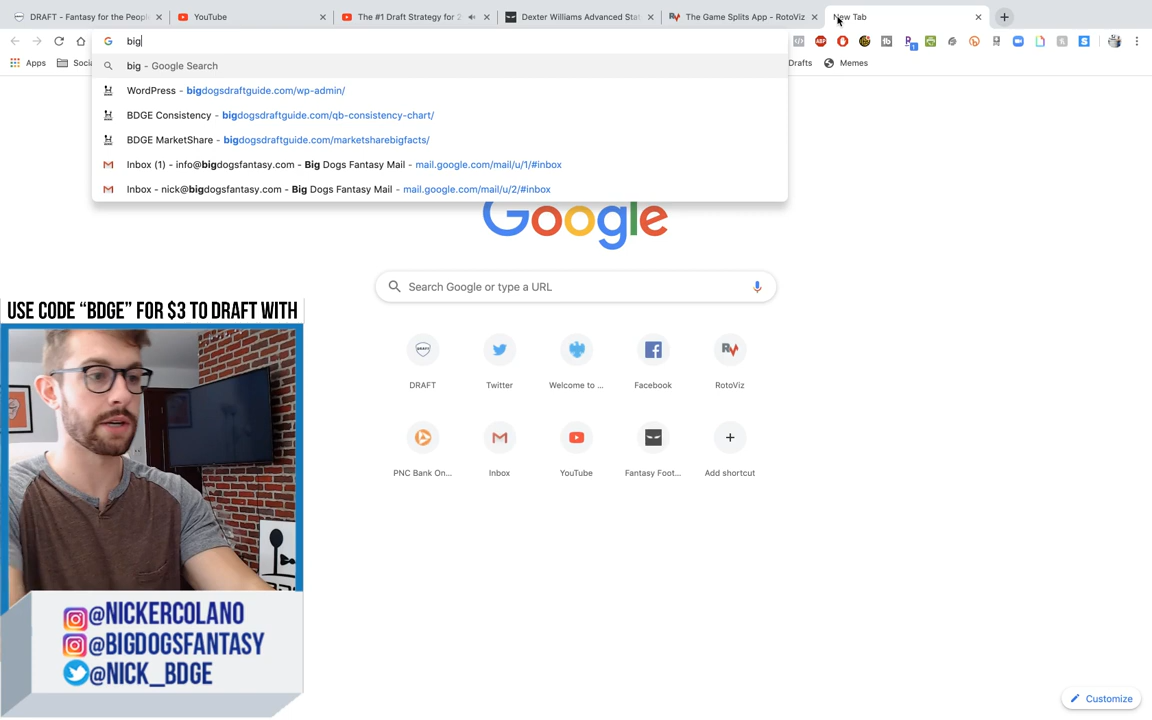 DRAFT - Fantasy for the Peopl
YouTube
The #1 Draft Strategy for 2
Dexter Williams Advanced Stat
The Game Splits App - RotoViz
New Tab
big
Apps
Socia
Drafts
Memes
big - Google Search
WordPress - bigdogsdraftguide.com/wp-admin/
BDGE Consistency - bigdogsdraftguide.com/qb-consistency-chart/
BDGE MarketShare - bigdogsdraftguide.com/marketsharebigfacts/
Inbox (1) - info@bigdogsfantasy.com - Big Dogs Fantasy Mail - mail.google.com/mail/u/1/#inbox
Inbox - nick@bigdogsfantasy.com - Big Dogs Fantasy Mail - mail.google.com/mail/u/2/#inbox
Google
Search Google or type a URL
DRAFT
Twitter
Welcome to ...
Facebook
RotoViz
PNC Bank On...
Inbox
YouTube
Fantasy Foot...
Add shortcut
USE CODE "BDGE" FOR $3 TO DRAFT WITH
@NICKERCOLANO
@BIGDOGSFANTASY
@NICK_BDGE
Customize